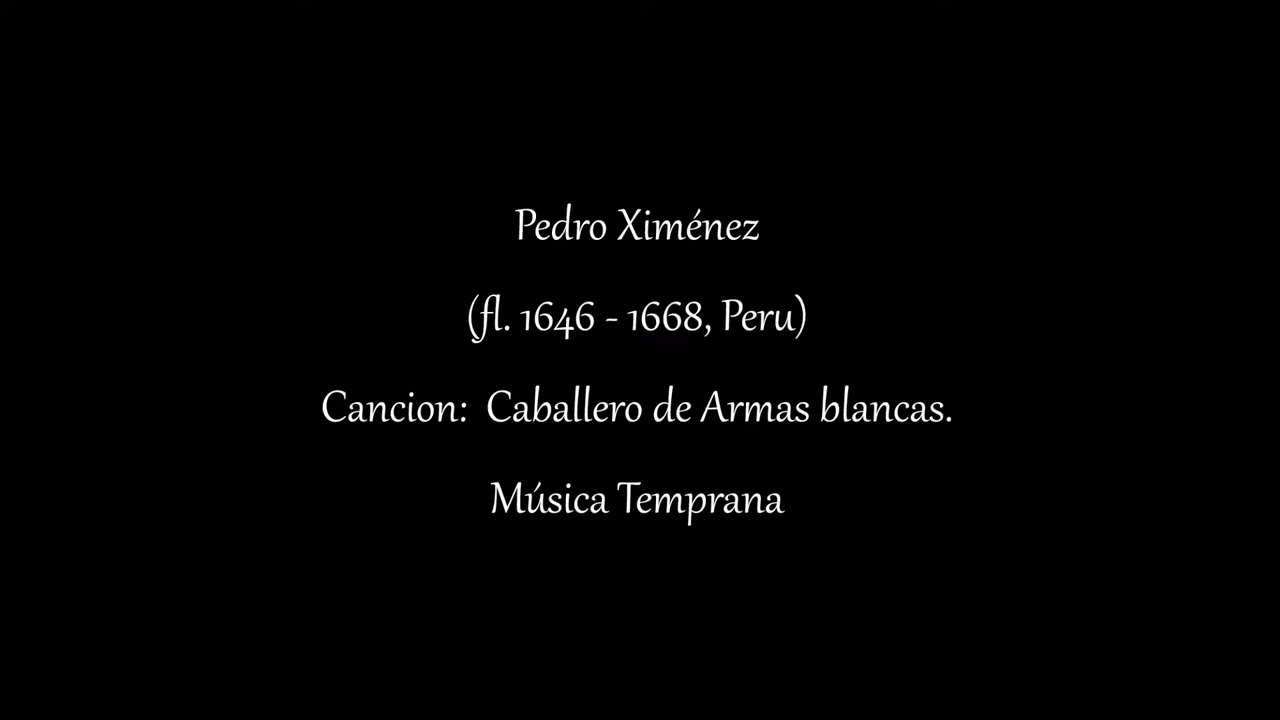 Pedro Ximénez
(fl. 1646 - 1668, Peru)
Cancion:  Caballero de Armas blancas.
Música Temprana